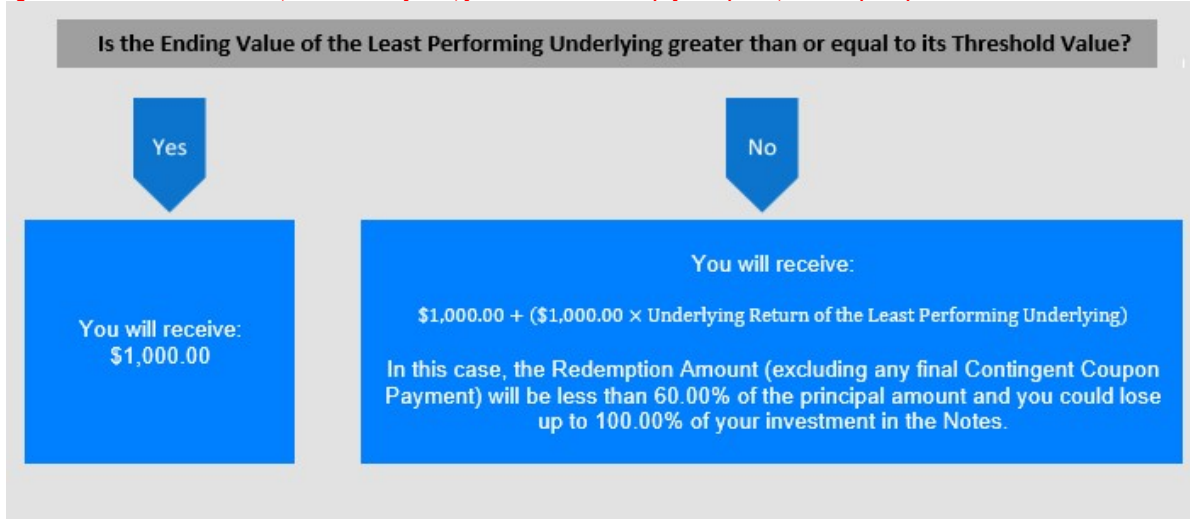 Is the Ending Value of the Least Performing Underlying greater than or equal to its Threshold Value?
Yes
No
You will receive:
$1,000.00
You will receive:
$1,000.00 + ($1,000.00 × Underlying Return of the Least Performing Underlying)
In this case, the Redemption Amount (excluding any final Contingent Coupon
Payment) will be less than 60.00% of the principal amount and you could lose
up to 100.00% of your investment in the Notes.